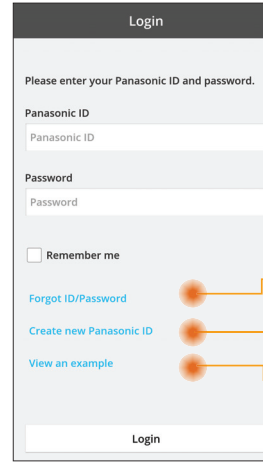 Login
Please enter your Panasonic ID and password.
Panasonic ID
Panasonic ID
Password
Password
Remember me
Forgot ID/Password
Create new Panasonic ID
View an example
Login